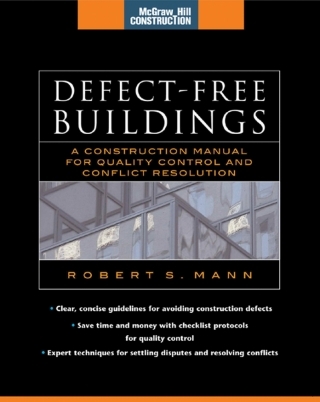 McGraw Hill
CONSTRUCTION
DEFECT-FREE
BUILDINGS
A CONSTRUCTION MANUAL
FOR QUALITY CONTROL AND
CONFLICT RESOLUTION
ROBERT S. MANN
• Clear, concise guidelines for avoiding construction defects
• Save time and money with checklist protocols
for quality control
• Expert techniques for settling disputes and resolving conflicts